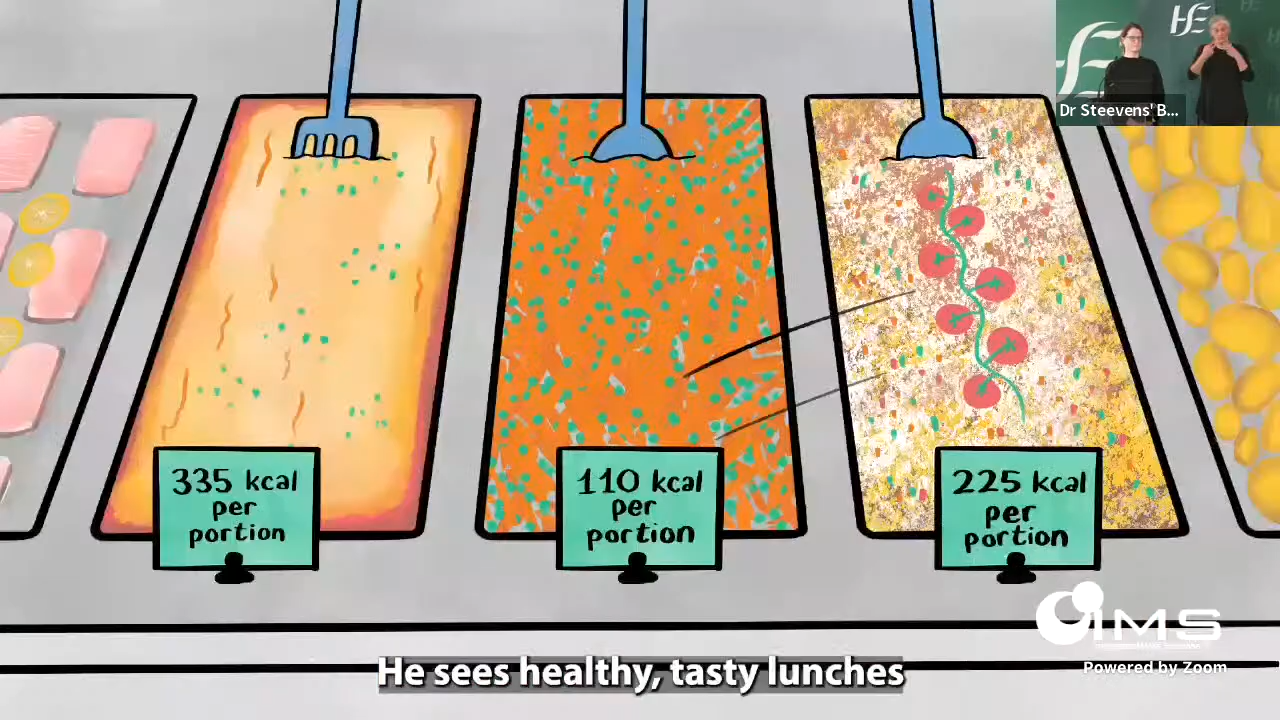 HE
Dr Steevens' B...
335 kcal
per
portion
110 kcal
per
portion
225 kcal
per
portion
IMS
Powered by Zoom
He sees healthy, tasty lunches